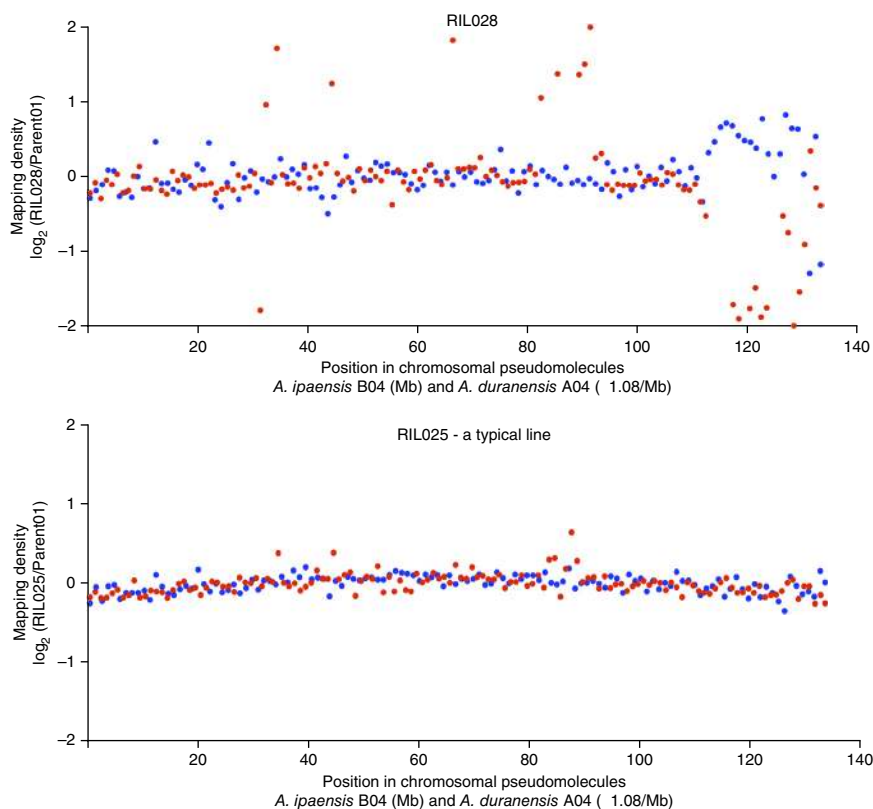 RIL028
2
1
0
–1
–2
Mapping density
log2 (RIL028/Parent01)
20 40 60 80 100 120 140
Position in chromosomal pseudomolecules
A. ipaensis B04 (Mb) and A. duranensis A04 ( 1.08/Mb)
RIL025 - a typical line
2
1
0
–1
–2
Mapping density
log2 (RIL025/Parent01)
20 40 60 80 100 120 140
Position in chromosomal pseudomolecules
A. ipaensis B04 (Mb) and A. duranensis A04 ( 1.08/Mb)